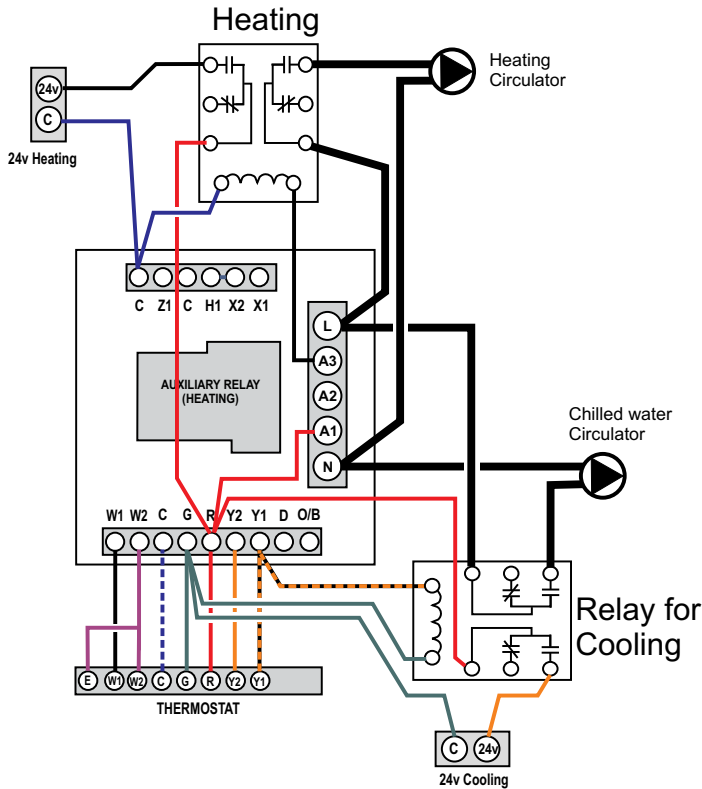 Heating
24v
C
24v Heating
Heating
Circulator
C Z1 C H1 X2 X1
L
A3
A2
A1
N
AUXILIARY RELAY
(HEATING)
Chilled water
Circulator
W1 W2 C G R Y2 Y1 D O/B
Relay for
Cooling
E W1 W2 C G R Y2 Y1
THERMOSTAT
C 24v
24v Cooling